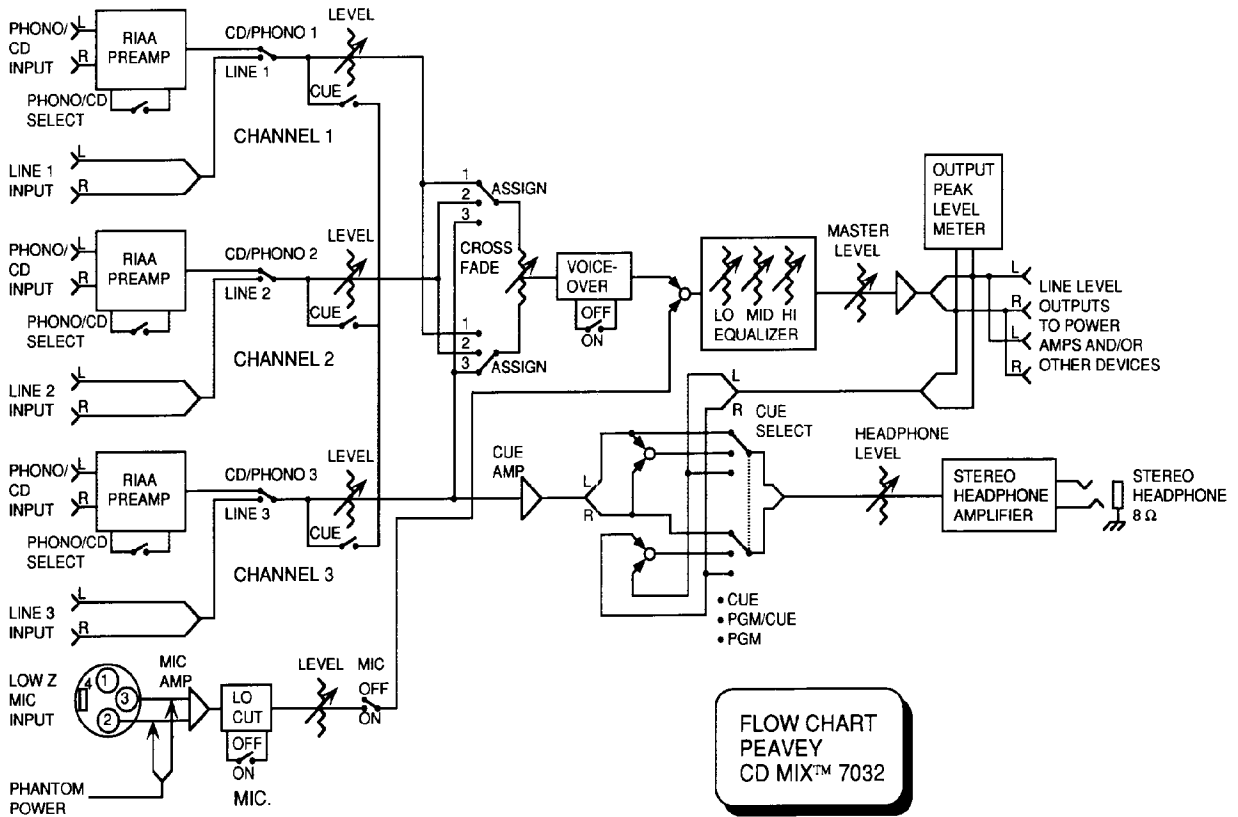 PHONO/
CD
INPUT
L
R
RIAA
PREAMP
PHONO/CD
SELECT
CD/PHONO 1
LINE 1
LEVEL
CUE
CHANNEL 1
LINE 1
INPUT
L
R
PHONO/
CD
INPUT
L
R
RIAA
PREAMP
PHONO/CD
SELECT
CD/PHONO 2
LINE 2
LEVEL
CUE
CHANNEL 2
LINE 2
INPUT
L
R
PHONO/
CD
INPUT
L
R
RIAA
PREAMP
PHONO/CD
SELECT
CD/PHONO 3
LINE 3
LEVEL
CUE
CHANNEL 3
LINE 3
INPUT
L
R
LOW Z
MIC
INPUT
1
2
3
4
MIC
AMP
LO
CUT
OFF
ON
MIC.
PHANTOM
POWER
LEVEL
MIC
OFF
ON
1
2
3
ASSIGN
CROSS
FADE
1
2
3
ASSIGN
VOICE-
OVER
OFF
ON
LO MID HI
EQUALIZER
MASTER
LEVEL
OUTPUT
PEAK
LEVEL
METER
L
R
L
R
LINE LEVEL
OUTPUTS
TO POWER
AMPS AND/OR
OTHER DEVICES
CUE
AMP
L
R
L
R
CUE
SELECT
• CUE
• PGM/CUE
• PGM
HEADPHONE
LEVEL
STEREO
HEADPHONE
AMPLIFIER
STEREO
HEADPHONE
8 Ω
FLOW CHART
PEAVEY
CD MIX™ 7032